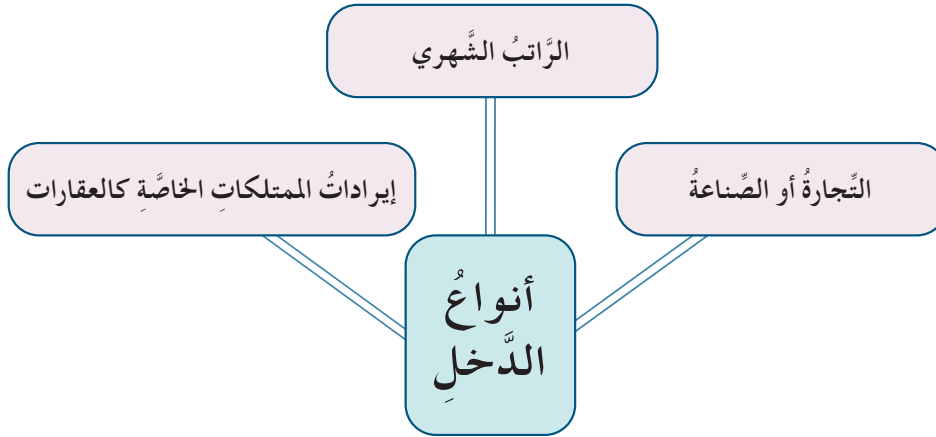 الرَّاتبُ الشَّهري
التِّجارةُ أو الصِّناعةُ
إيراداتُ الممتلكاتِ الخاصَّةِ كالعقارات
أنواعُ
الدَّخلِ